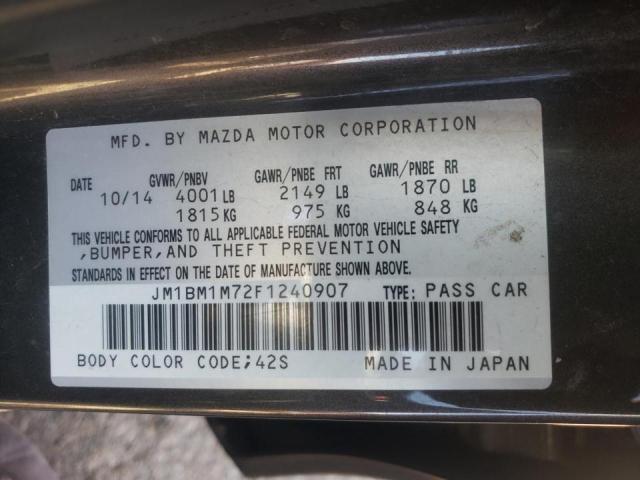 MFD. BY MAZDA MOTOR CORPORATION
DATE GVWR/PNBV GAWR/PNBE FRT GAWR/PNBE RR
10/14 4001 LB 2149 LB 1870 LB
1815 KG 975 KG 848 KG
THIS VEHICLE CONFORMS TO ALL APPLICABLE FEDERAL MOTOR VEHICLE SAFETY
,BUMPER,AND THEFT PREVENTION
STANDARDS IN EFFECT ON THE DATE OF MANUFACTURE SHOWN ABOVE.
JM1BM1M72F1240907 TYPE: PASS CAR
BODY COLOR CODE;42S MADE IN JAPAN